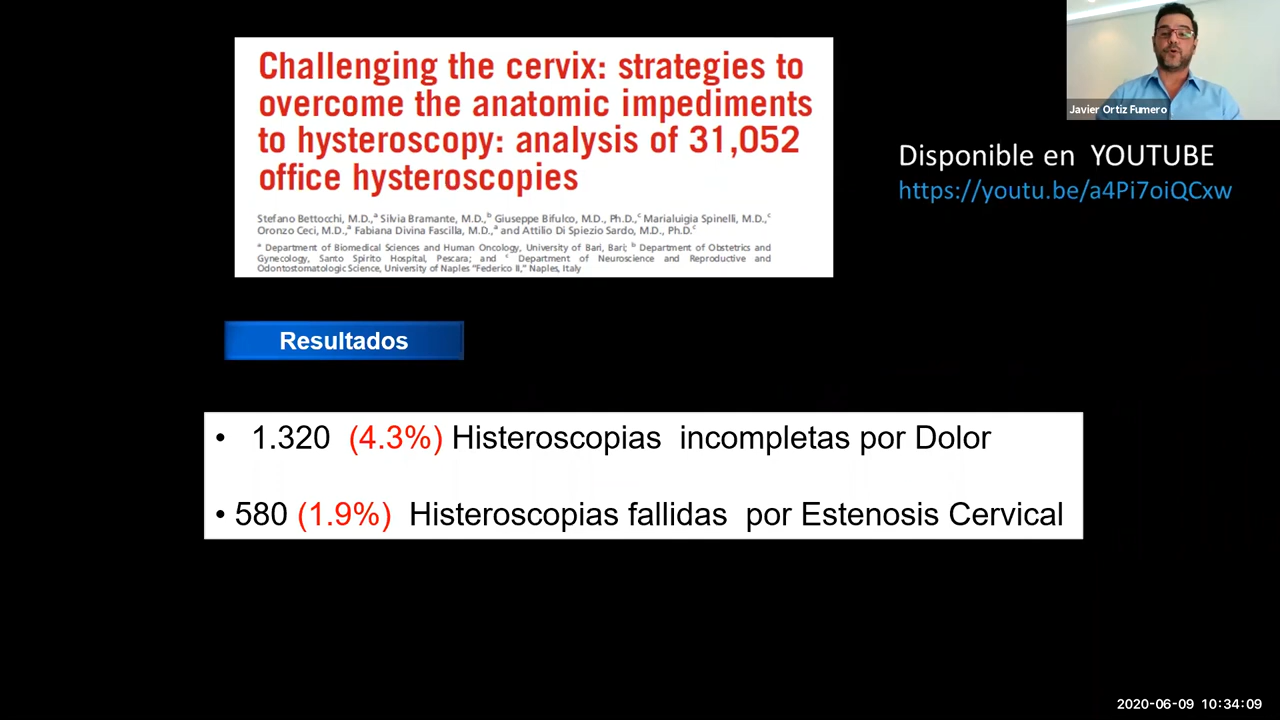 Challenging the cervix: strategies to
overcome the anatomic impediments
to hysteroscopy: analysis of 31,052
office hysteroscopies
Stefano Bettocchi, M.D.,ᵃ Silvia Bramante, M.D.,ᵇ Giuseppe Bifulco, M.D., Ph.D.,ᶜ Marialuigia Spinelli, M.D.,ᶜ
Oronzo Ceci, M.D.,ᵃ Fabiana Divina Fascilla, M.D.,ᵃ and Attilio Di Spiezio Sardo, M.D., Ph.D.ᶜ
ᵃ Department of Biomedical Sciences and Human Oncology, University of Bari, Bari; ᵇ Department of Obstetrics and
Gynecology, Santo Spirito Hospital, Pescara; and ᶜ Department of Neuroscience and Reproductive and
Odontostomatologic Science, University of Naples "Federico II," Naples, Italy
Javier Ortiz Fumero
Disponible en YOUTUBE
https://youtu.be/a4Pi7oiQCxw
Resultados
• 1.320 (4.3%) Histeroscopias incompletas por Dolor
• 580 (1.9%) Histeroscopias fallidas por Estenosis Cervical
2020-06-09 10:34:09